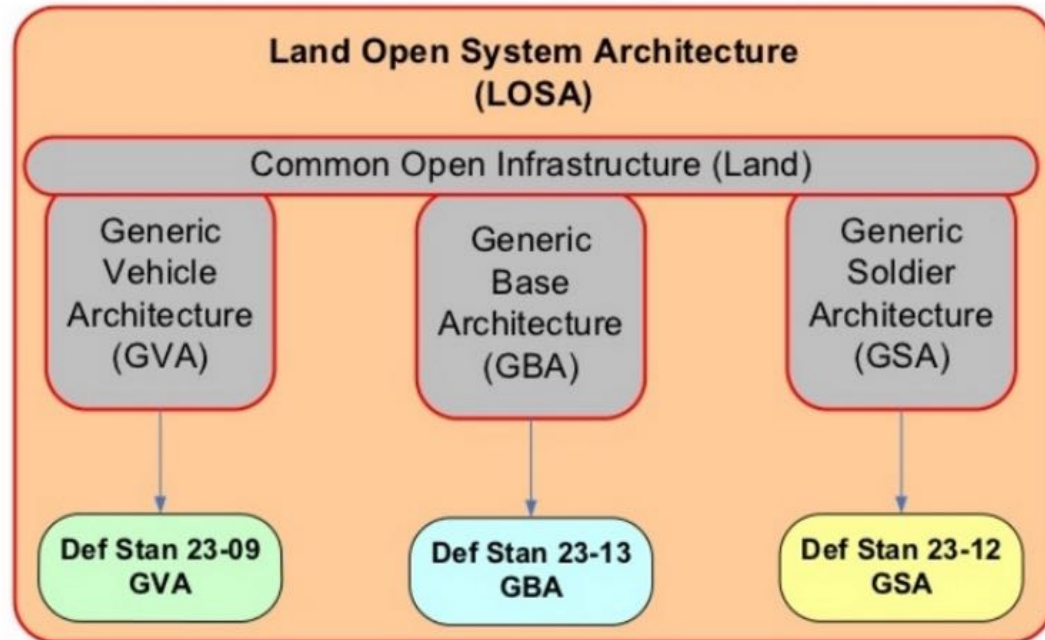 Land Open System Architecture
(LOSA)
Common Open Infrastructure (Land)
Generic
Vehicle
Architecture
(GVA)
Generic
Base
Architecture
(GBA)
Generic
Soldier
Architecture
(GSA)
Def Stan 23-09
GVA
Def Stan 23-13
GBA
Def Stan 23-12
GSA